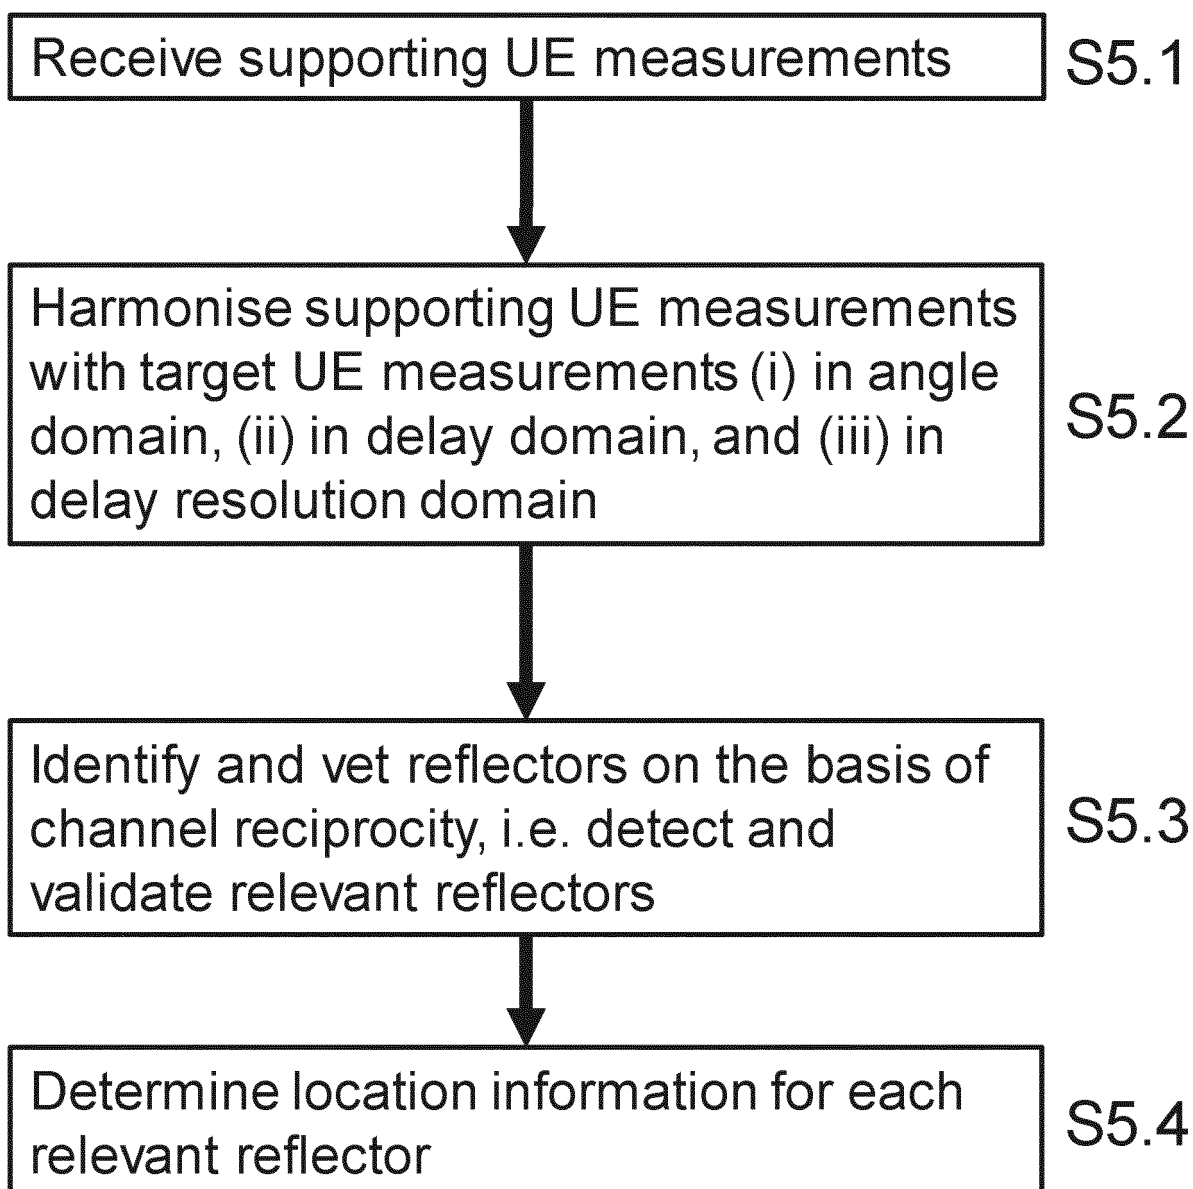 Receive supporting UE measurements
S5.1
Harmonise supporting UE measurements
with target UE measurements (i) in angle
domain, (ii) in delay domain, and (iii) in
delay resolution domain
S5.2
Identify and vet reflectors on the basis of
channel reciprocity, i.e. detect and
validate relevant reflectors
S5.3
Determine location information for each
relevant reflector
S5.4